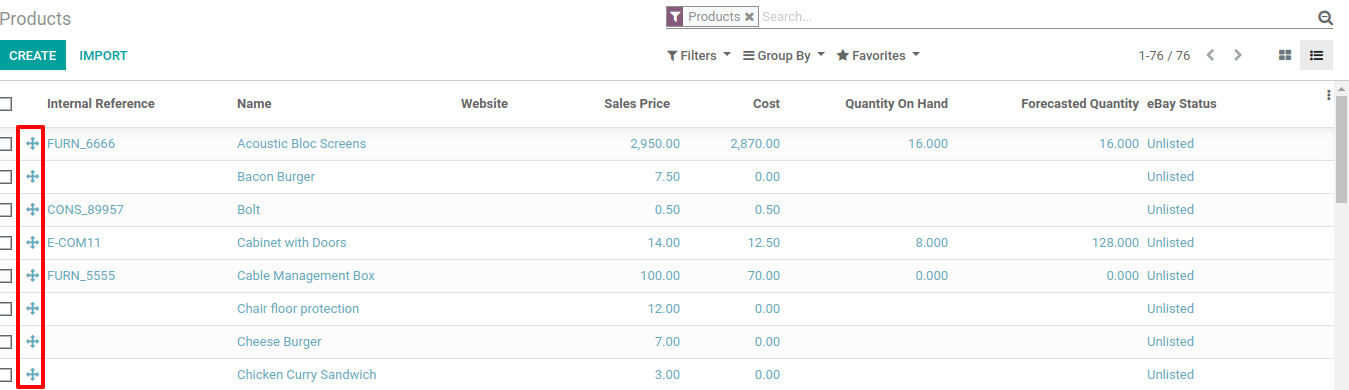 Products
Products Search...
CREATE IMPORT Filters Group By Favorites 1-76 / 76
Internal Reference Name Website Sales Price Cost Quantity On Hand Forecasted Quantity eBay Status
FURN_6666 Acoustic Bloc Screens 2,950.00 2,870.00 16.000 16.000 Unlisted
Bacon Burger 7.50 0.00 Unlisted
CONS_89957 Bolt 0.50 0.50 Unlisted
E-COM11 Cabinet with Doors 14.00 12.50 8.000 128.000 Unlisted
FURN_5555 Cable Management Box 100.00 70.00 0.000 0.000 Unlisted
Chair floor protection 12.00 0.00 Unlisted
Cheese Burger 7.00 0.00 Unlisted
Chicken Curry Sandwich 3.00 0.00 Unlisted